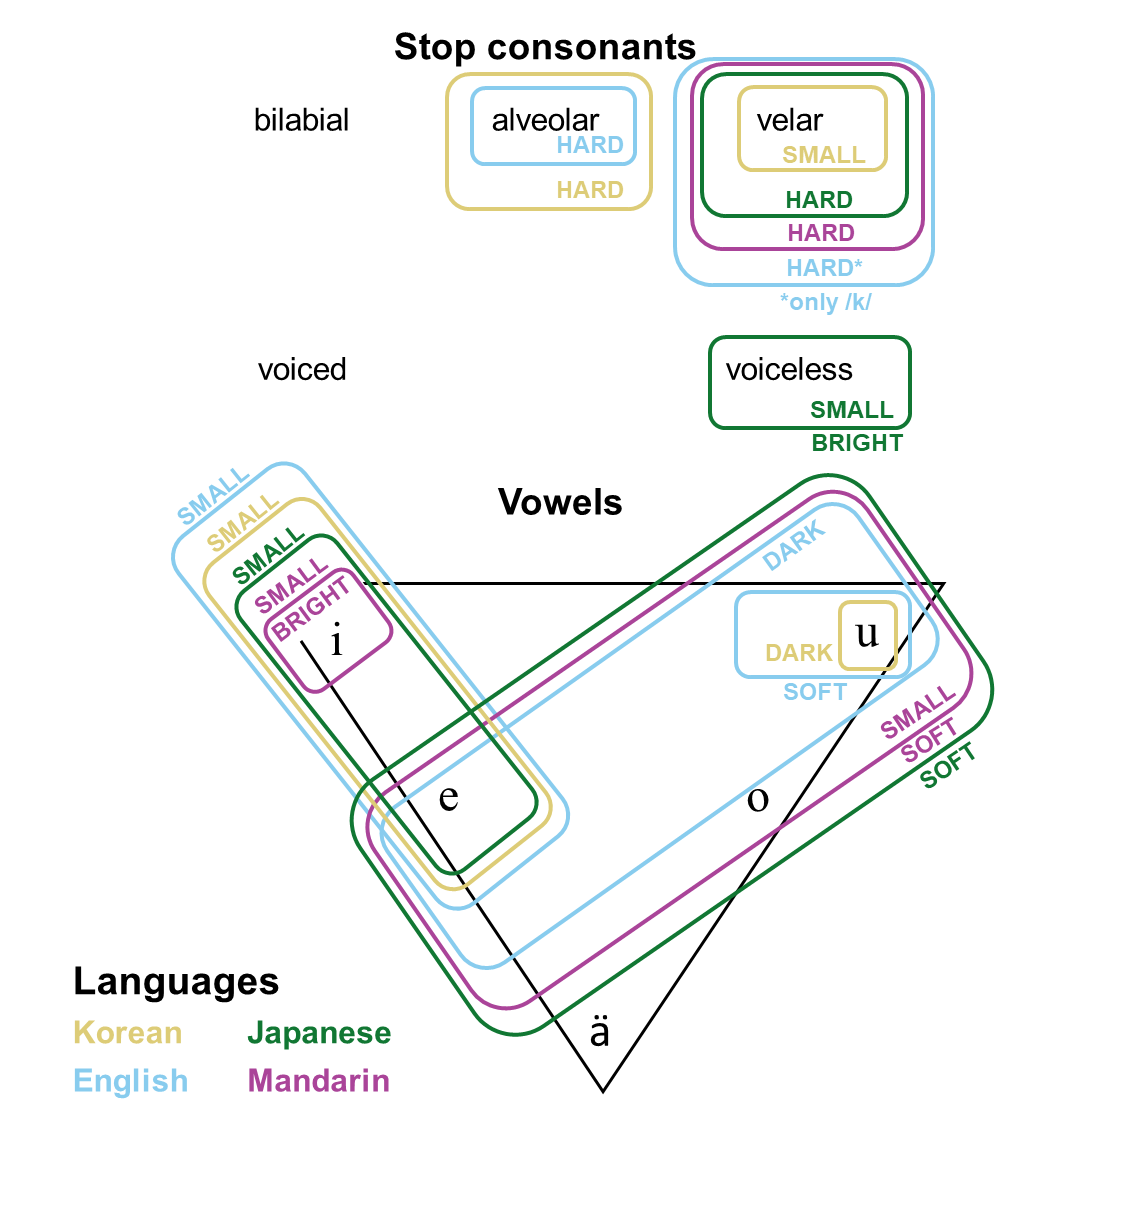 Stop consonants
bilabial
alveolar
HARD
HARD
velar
SMALL
HARD
HARD
HARD*
*only /k/
voiced
voiceless
SMALL
BRIGHT
Vowels
SMALL
SMALL
SMALL
SMALL
BRIGHT
i
DARK
u
DARK
SOFT
SMALL
SOFT
SOFT
e
o
ä
Languages
Korean
Japanese
English
Mandarin